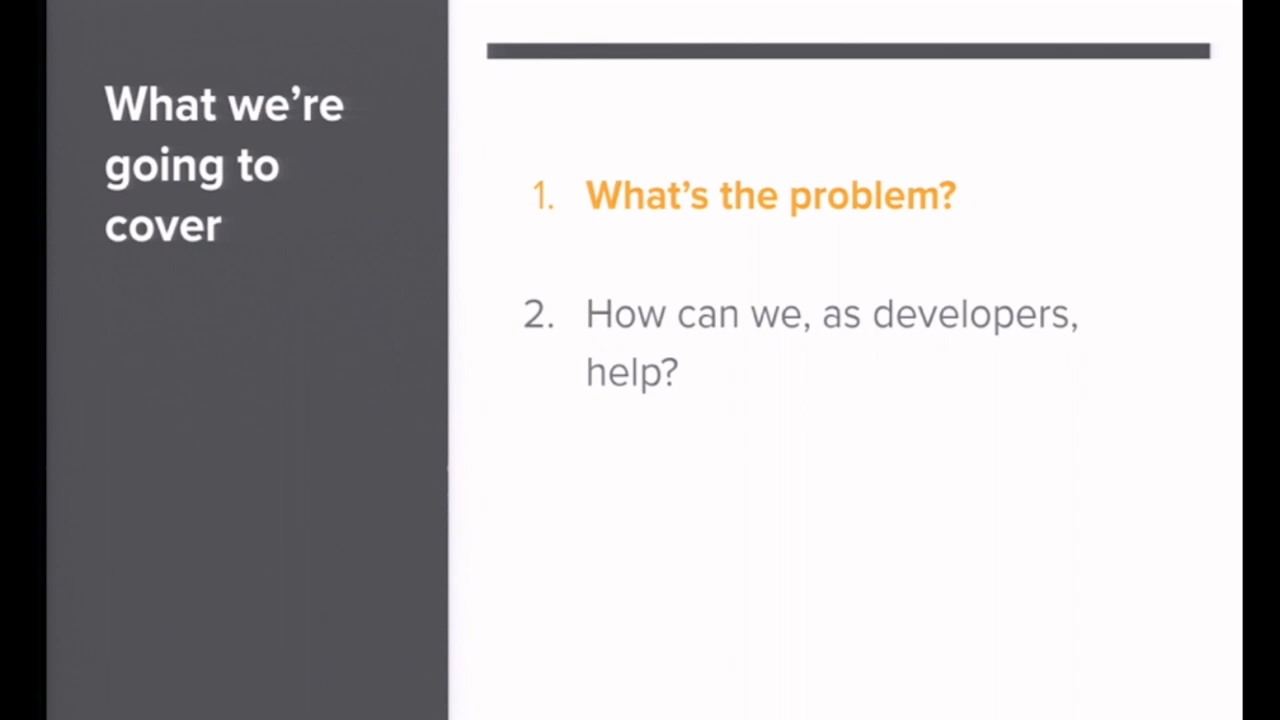 What we’re
going to
cover
1. What’s the problem?
2. How can we, as developers,
help?